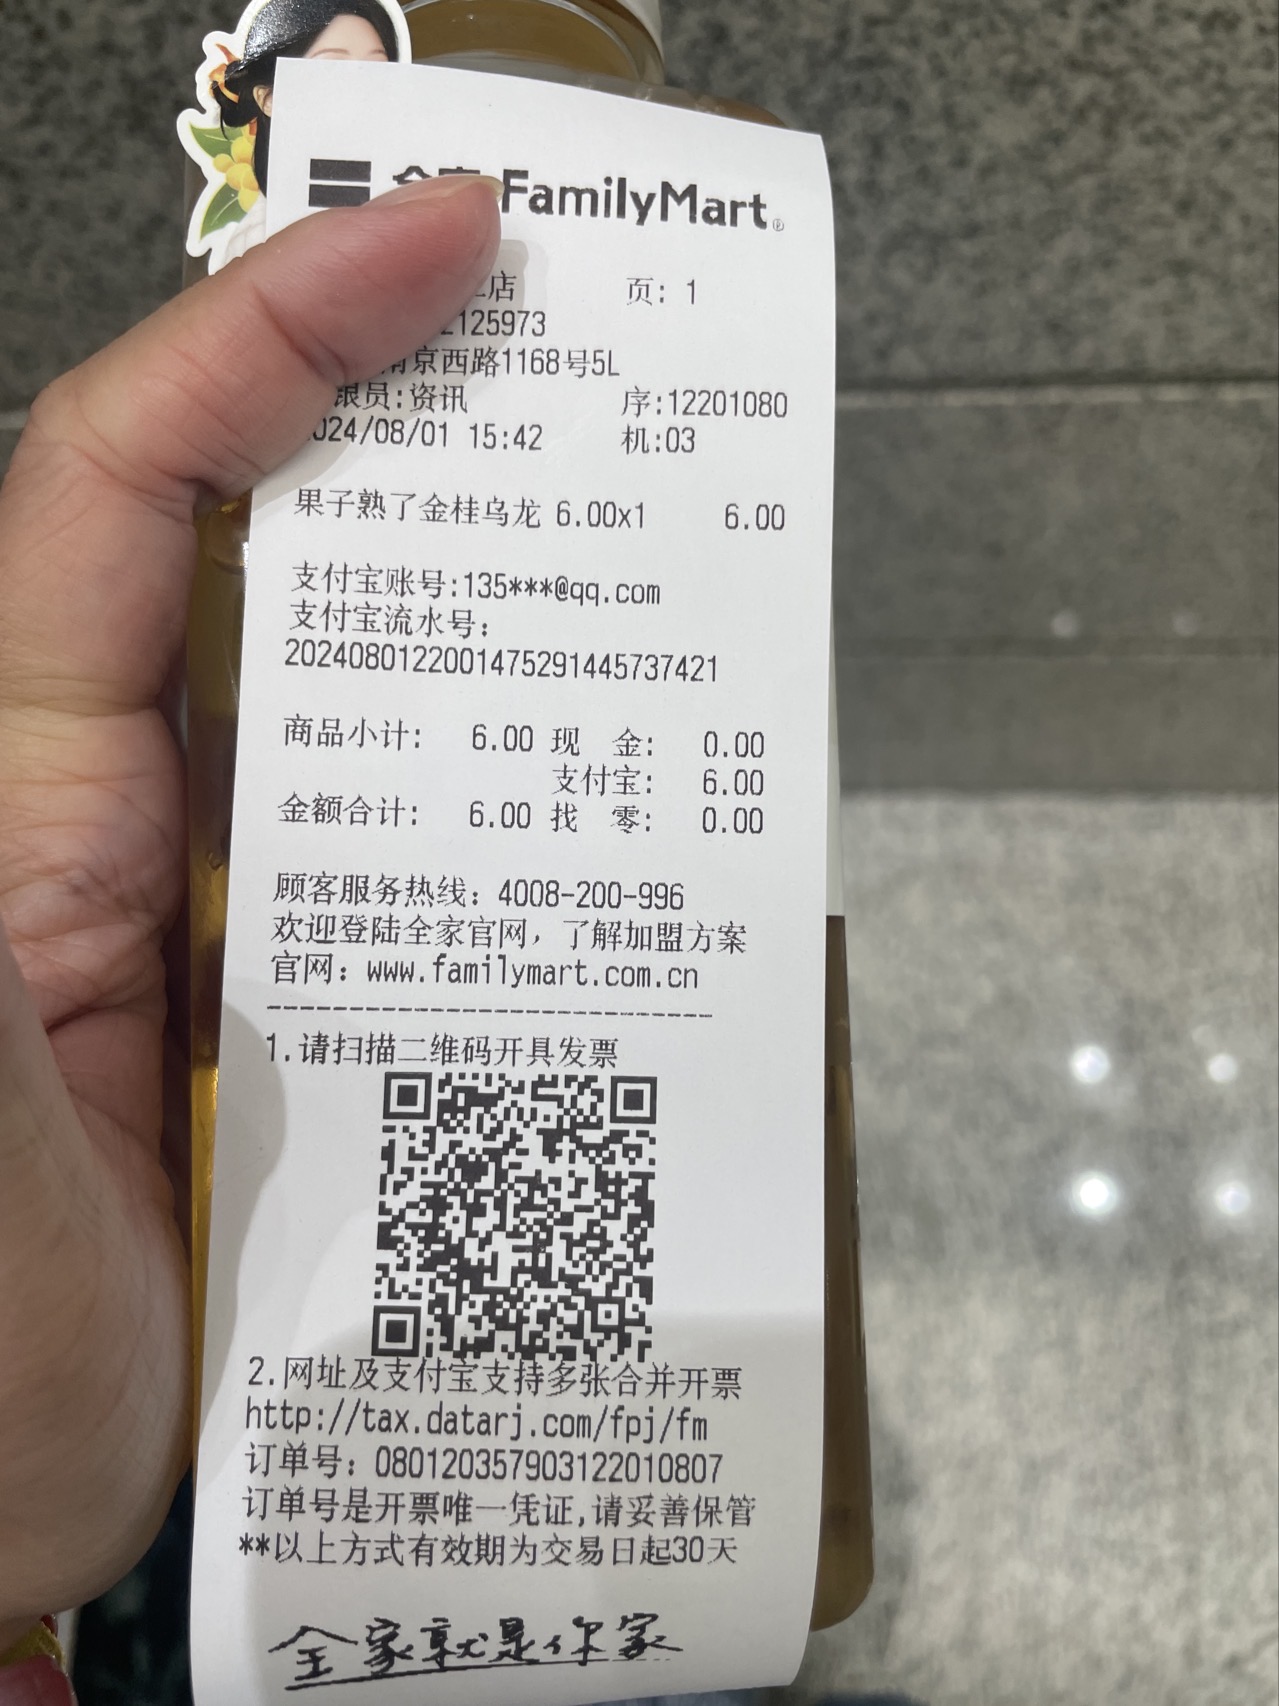 FamilyMart
店 页: 1
2125973
南京西路1168号5L
银员:资讯 序:12201080
2024/08/01 15:42 机:03
果子熟了金桂乌龙 6.00x1 6.00
支付宝账号:135***@qq.com
支付宝流水号:
2024080122001475291445737421
商品小计: 6.00 现 金: 0.00
支付宝: 6.00
金额合计: 6.00 找 零: 0.00
顾客服务热线: 4008-200-996
欢迎登陆全家官网, 了解加盟方案
官网: www.familymart.com.cn
---------------------------
1.请扫描二维码开具发票
2.网址及支付宝支持多张合并开票
http://tax.datarj.com/fpj/fm
订单号: 080120357903122010807
订单号是开票唯一凭证,请妥善保管
**以上方式有效期为交易日起30天
全家就是你家